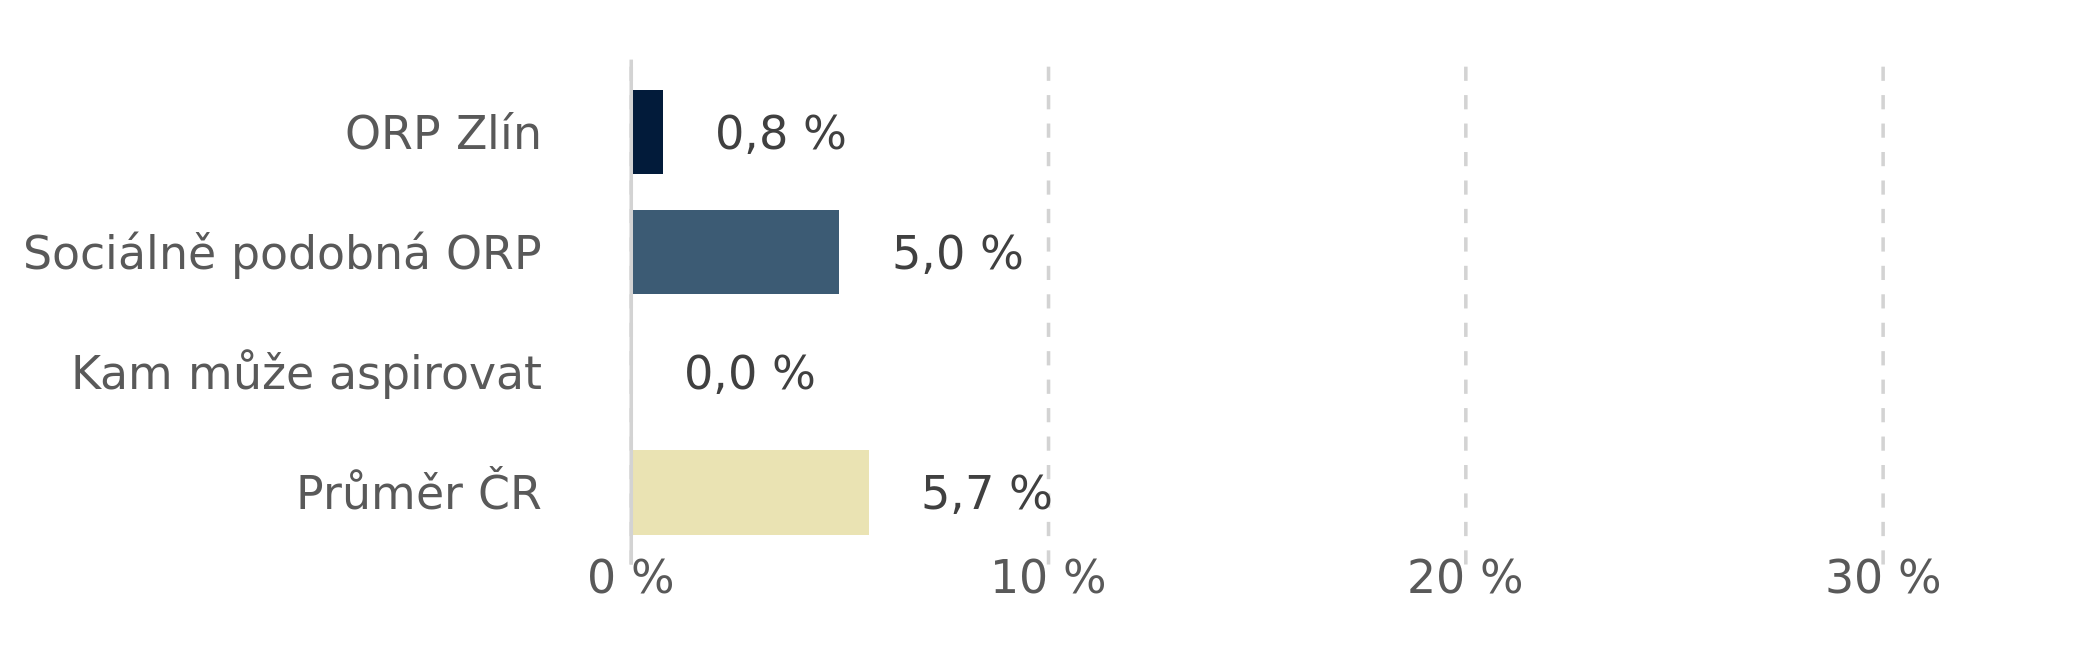 ORP Zlín 0,8 %
Sociálně podobná ORP 5,0 %
Kam může aspirovat 0,0 %
Průměr ČR 5,7 %
0 % 10 % 20 % 30 %